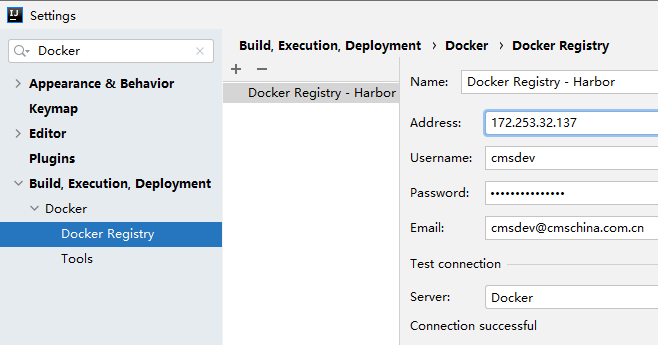 Settings
Docker
Appearance & Behavior
Keymap
Editor
Plugins
Build, Execution, Deployment
Docker
Docker Registry
Tools
Build, Execution, Deployment › Docker › Docker Registry
Docker Registry - Harbor
Name: Docker Registry - Harbor
Address: 172.253.32.137
Username: cmsdev
Password: •••••••••••••••
Email: cmsdev@cmschina.com.cn
Test connection
Server: Docker
Connection successful